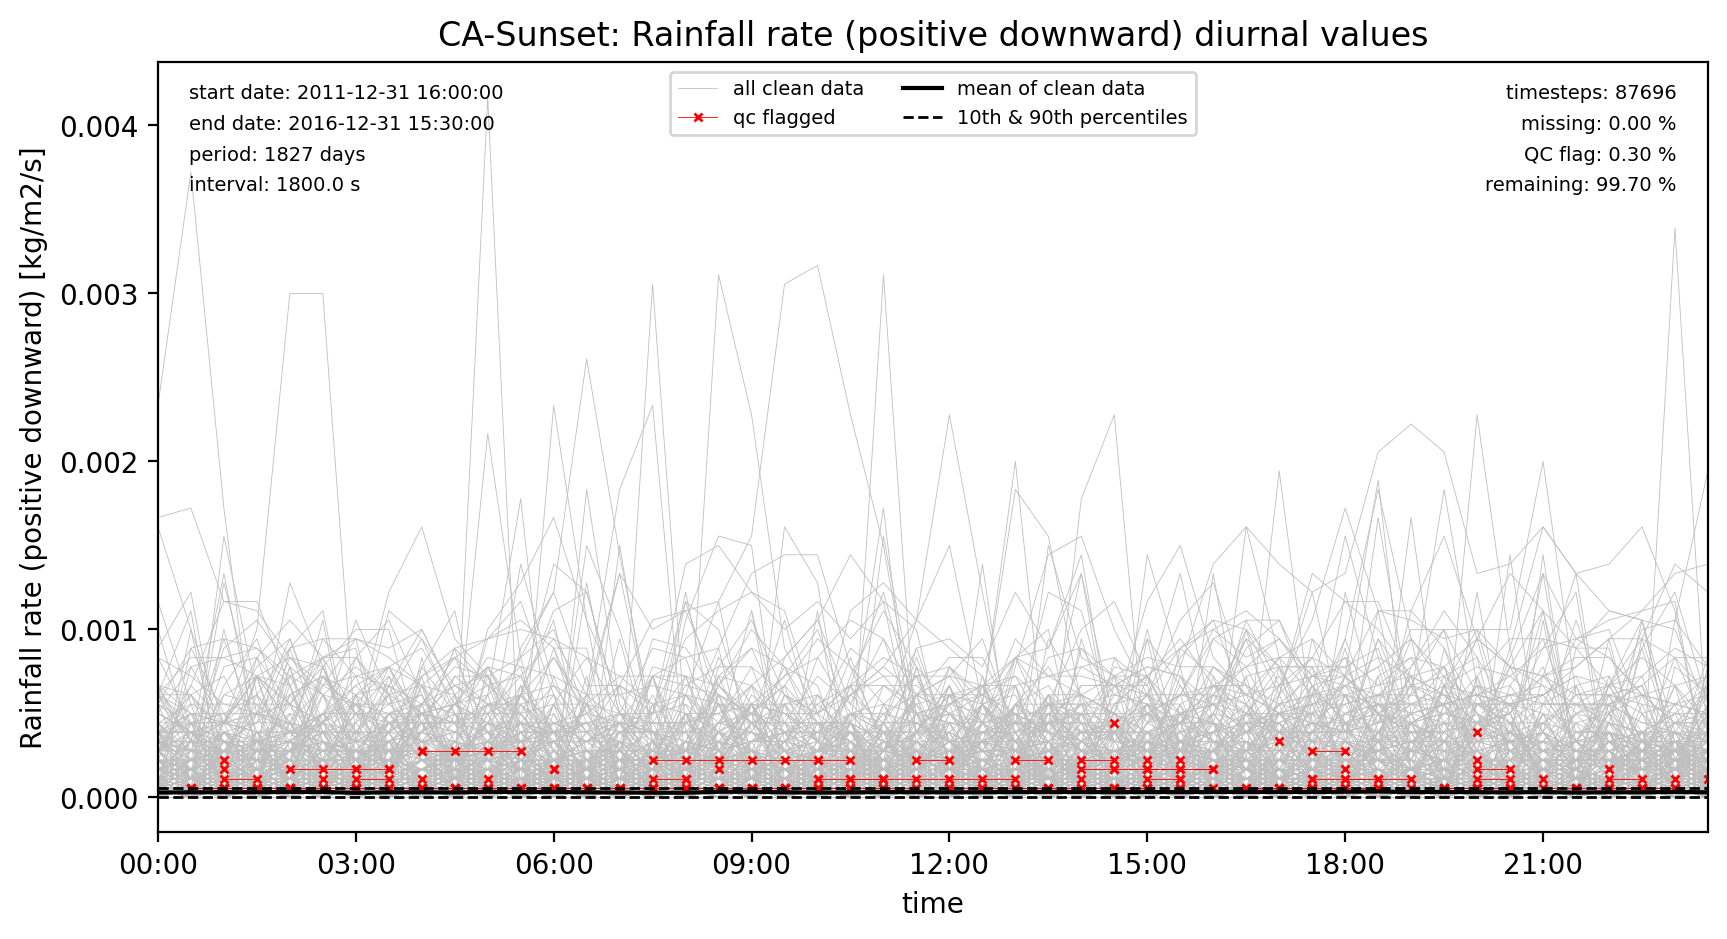 CA-Sunset: Rainfall rate (positive downward) diurnal values
start date: 2011-12-31 16:00:00
end date: 2016-12-31 15:30:00
period: 1827 days
interval: 1800.0 s
all clean data
qc flagged
mean of clean data
10th & 90th percentiles
timesteps: 87696
missing: 0.00 %
QC flag: 0.30 %
remaining: 99.70 %
Rainfall rate (positive downward) [kg/m2/s]
0.004
0.003
0.002
0.001
0.000
00:00 03:00 06:00 09:00 12:00 15:00 18:00 21:00
time